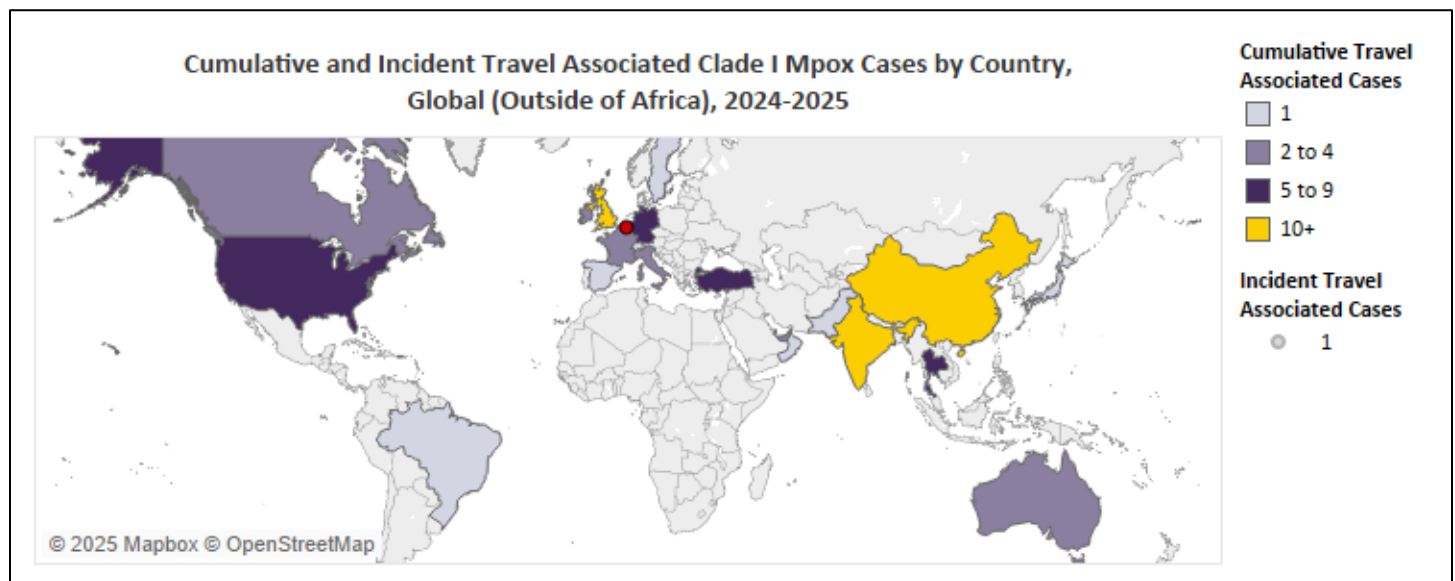 Cumulative and Incident Travel Associated Clade I Mpox Cases by Country,
Global (Outside of Africa), 2024-2025
Cumulative Travel
Associated Cases
1
2 to 4
5 to 9
10+
Incident Travel
Associated Cases
1
© 2025 Mapbox © OpenStreetMap